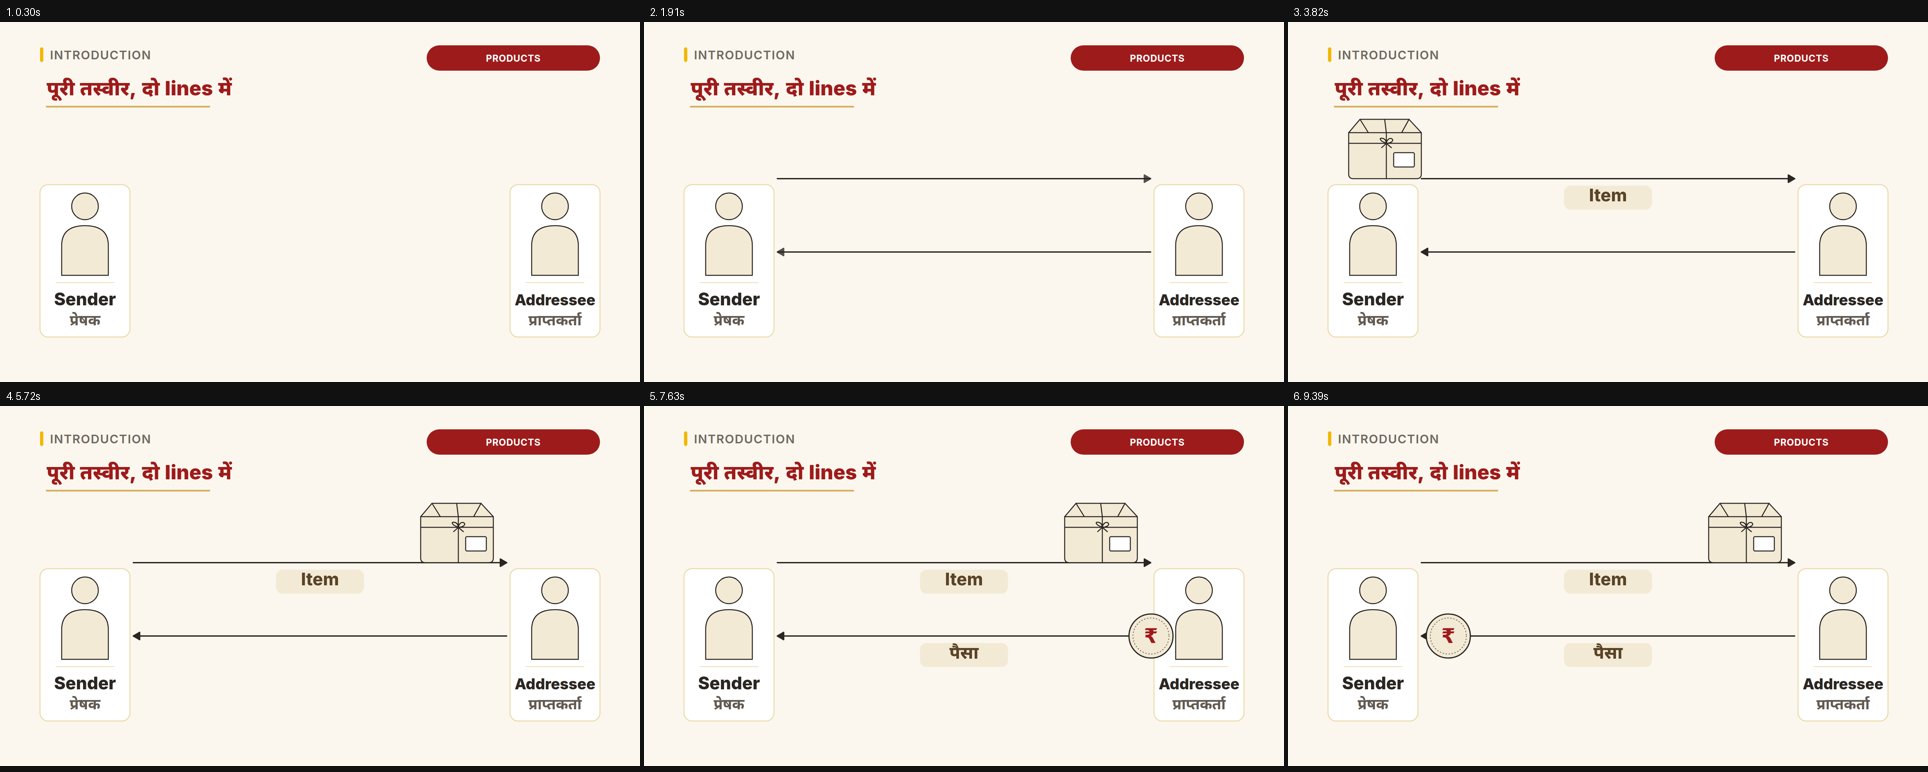 1. 0.30s
INTRODUCTION
PRODUCTS
पूरी तस्वीर, दो lines में
Sender
प्रेषक
Addressee
प्राप्तकर्ता
2. 1.91s
INTRODUCTION
PRODUCTS
पूरी तस्वीर, दो lines में
Sender
प्रेषक
Addressee
प्राप्तकर्ता
3. 3.82s
INTRODUCTION
PRODUCTS
पूरी तस्वीर, दो lines में
Item
Sender
प्रेषक
Addressee
प्राप्तकर्ता
4. 5.72s
INTRODUCTION
PRODUCTS
पूरी तस्वीर, दो lines में
Item
Sender
प्रेषक
Addressee
प्राप्तकर्ता
5. 7.63s
INTRODUCTION
PRODUCTS
पूरी तस्वीर, दो lines में
Item
₹
पैसा
Sender
प्रेषक
Addressee
प्राप्तकर्ता
6. 9.39s
INTRODUCTION
PRODUCTS
पूरी तस्वीर, दो lines में
Item
₹
पैसा
Sender
प्रेषक
Addressee
प्राप्तकर्ता